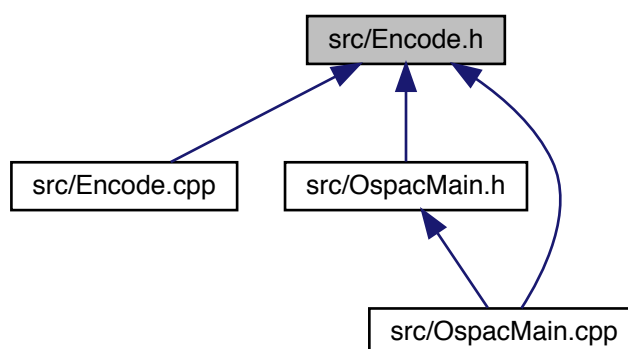 src/Encode.h
src/Encode.cpp
src/OspacMain.h
src/OspacMain.cpp